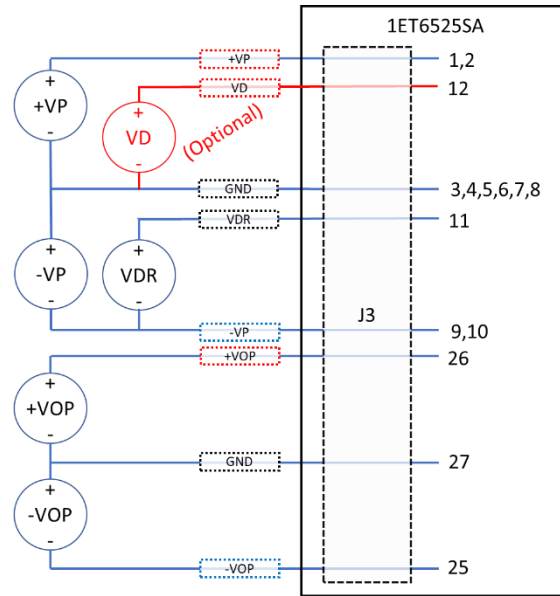 1ET6525SA
+VP
1,2
VD
12
+
+VP
-
+
VD
-
(Optional)
GND
3,4,5,6,7,8
VDR
11
+
-VP
-
+
VDR
-
J3
-VP
9,10
+VOP
26
+
+VOP
-
GND
27
+
-VOP
-
-VOP
25